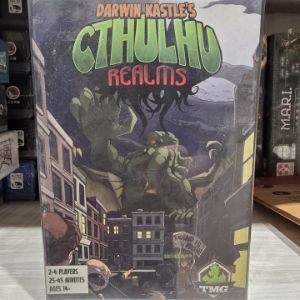 DARWIN KASTLE'S
CTHULHU
REALMS
2-4 PLAYERS
25-45 MINUTES
AGES 14+
TMG
M.A.R.I.